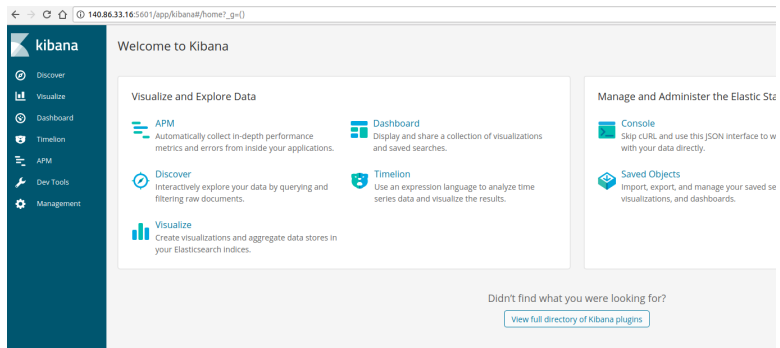 140.86.33.16:5601/app/kibana#/home?_g=()
kibana
Discover
Visualize
Dashboard
Timelion
APM
Dev Tools
Management
Welcome to Kibana
Visualize and Explore Data
APM
Automatically collect in-depth performance
metrics and errors from inside your applications.
Dashboard
Display and share a collection of visualizations
and saved searches.
Discover
Interactively explore your data by querying and
filtering raw documents.
Timelion
Use an expression language to analyze time
series data and visualize the results.
Visualize
Create visualizations and aggregate data stores in
your Elasticsearch indices.
Manage and Administer the Elastic Sta
Console
Skip cURL and use this JSON interface to w
with your data directly.
Saved Objects
Import, export, and manage your saved se
visualizations, and dashboards.
Didn't find what you were looking for?
View full directory of Kibana plugins